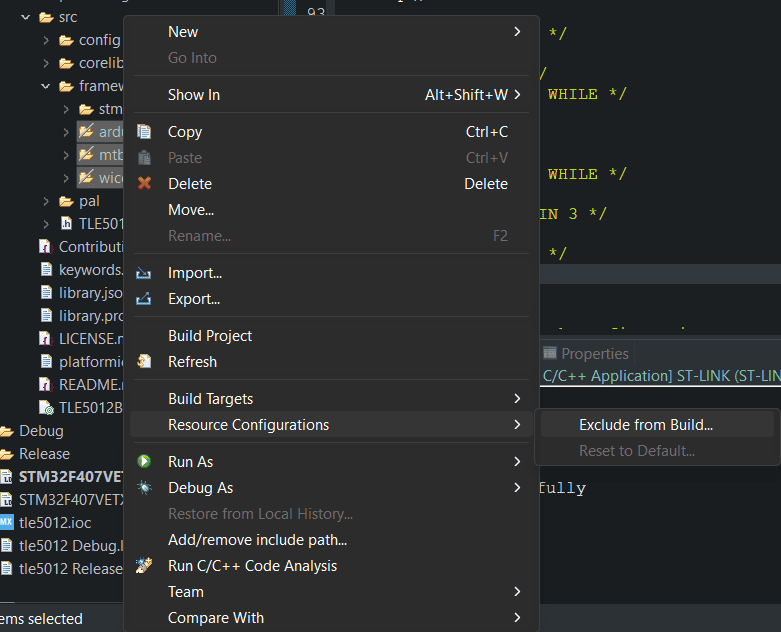 src
93
New
config
*/
Go Into
corelib
*/
framew
Show In
Alt+Shift+W
WHILE */
stm
Copy
Ctrl+C
ardu
mtb
Paste
Ctrl+V
wice
Delete
Delete
WHILE */
pal
Move...
IN 3 */
TLE501
Rename...
F2
Contributi
*/
keywords.
Import...
library.jso
Export...
library.pro
Build Project
LICENSE.m
platformio
Refresh
Properties
README.
C/C++ Application] ST-LINK (ST-LIN
TLE5012B
Build Targets
Debug
Resource Configurations
Exclude from Build...
Release
Reset to Default...
Run As
STM32F407VET
Debug As
fully
STM32F407VETX
Restore from Local History...
tle5012.ioc
Add/remove include path...
tle5012 Debug.l
Run C/C++ Code Analysis
tle5012 Release
Team
ems selected
Compare With